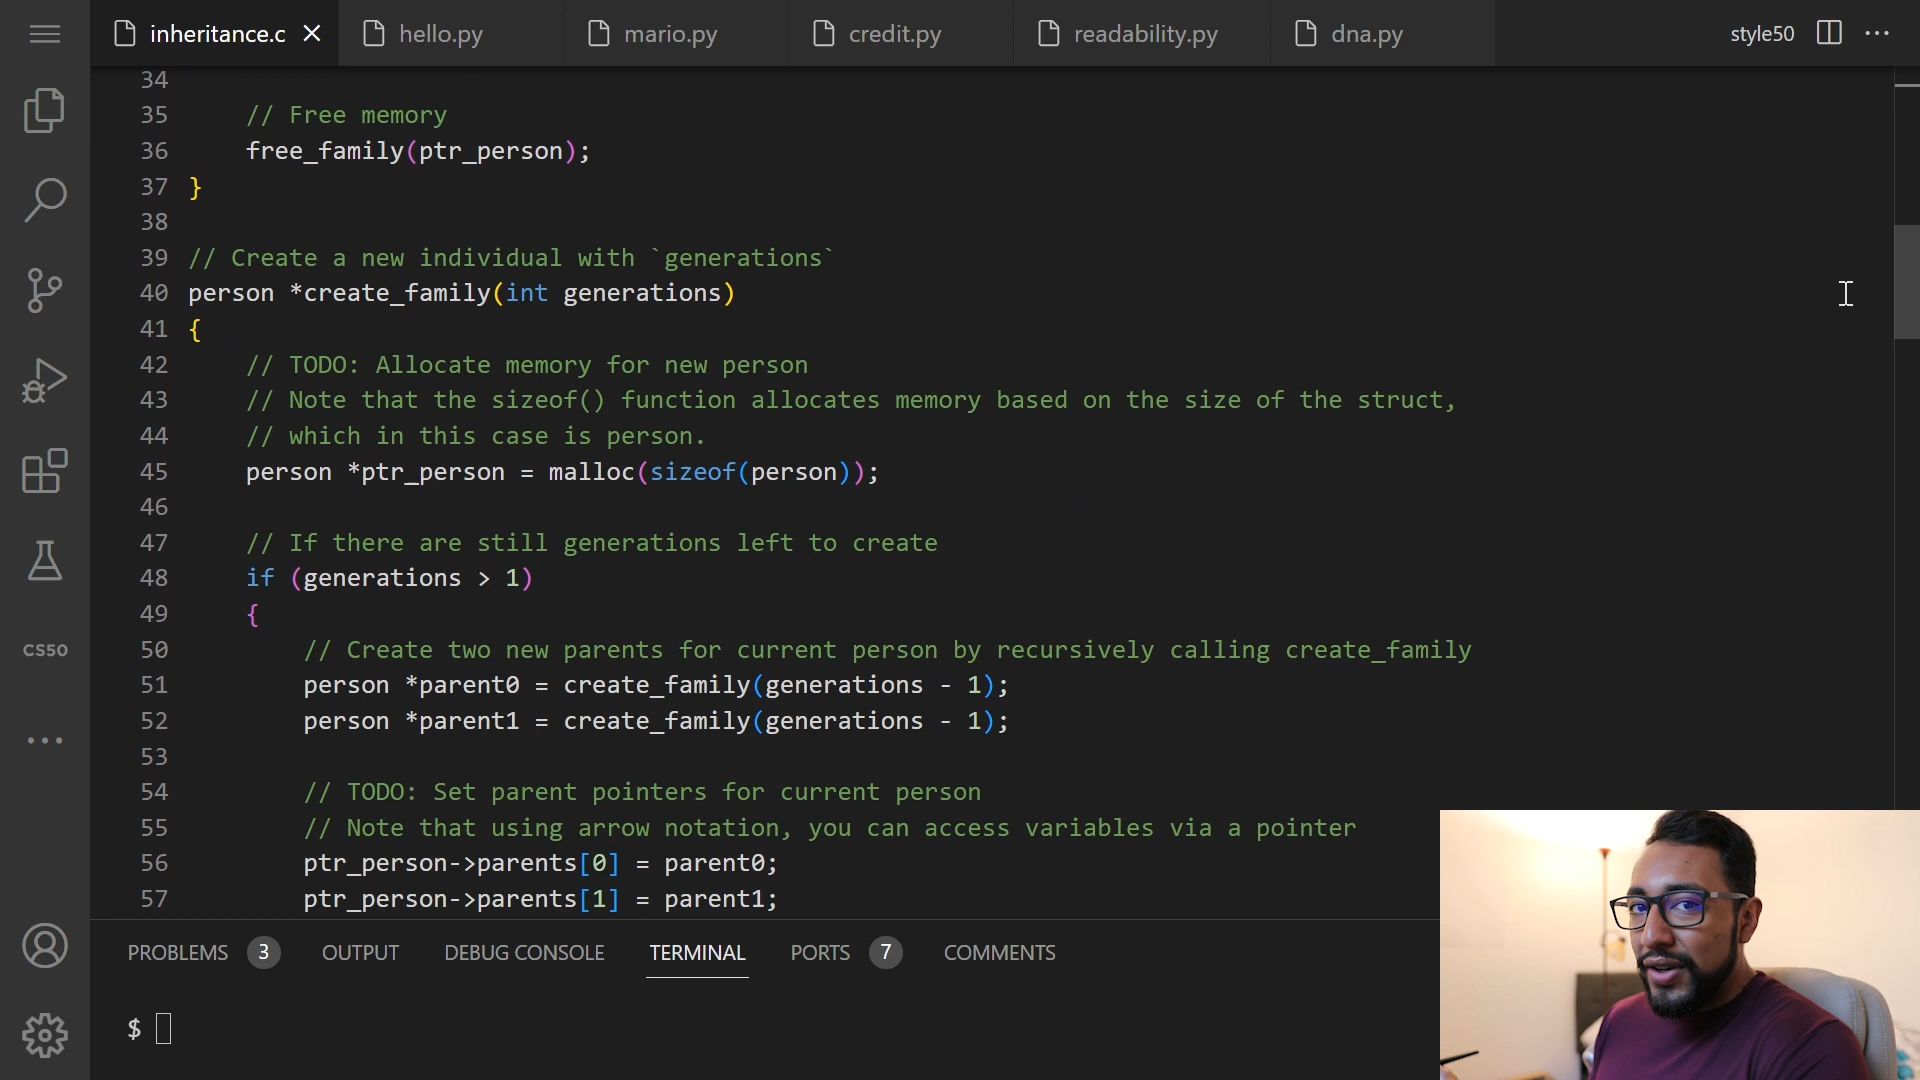 inheritance.c
hello.py
mario.py
credit.py
readability.py
dna.py
style50
34
35 // Free memory
36 free_family(ptr_person);
37 }
38
39 // Create a new individual with `generations`
40 person *create_family(int generations)
41 {
42 // TODO: Allocate memory for new person
43 // Note that the sizeof() function allocates memory based on the size of the struct,
44 // which in this case is person.
45 person *ptr_person = malloc(sizeof(person));
46
47 // If there are still generations left to create
48 if (generations > 1)
49 {
50 // Create two new parents for current person by recursively calling create_family
51 person *parent0 = create_family(generations - 1);
52 person *parent1 = create_family(generations - 1);
53
54 // TODO: Set parent pointers for current person
55 // Note that using arrow notation, you can access variables via a pointer
56 ptr_person->parents[0] = parent0;
57 ptr_person->parents[1] = parent1;
CS50
PROBLEMS 3 OUTPUT DEBUG CONSOLE TERMINAL PORTS 7 COMMENTS
$